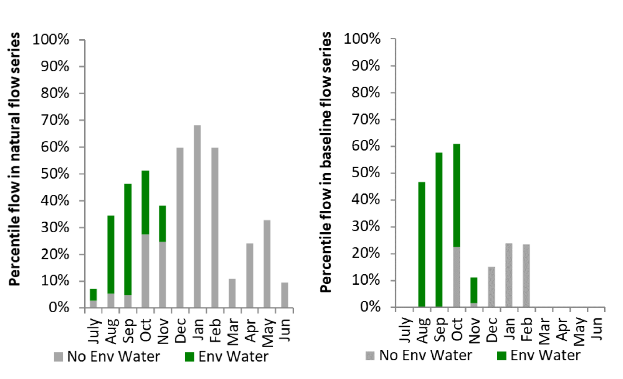 Percentile flow in natural flow series
100%
90%
80%
70%
60%
50%
40%
30%
20%
10%
0%
July
Aug
Sep
Oct
Nov
Dec
Jan
Feb
Mar
Apr
May
Jun
No Env Water
Env Water
Percentile flow in baseline flow series
100%
90%
80%
70%
60%
50%
40%
30%
20%
10%
0%
July
Aug
Sep
Oct
Nov
Dec
Jan
Feb
Mar
Apr
May
Jun
No Env Water
Env Water